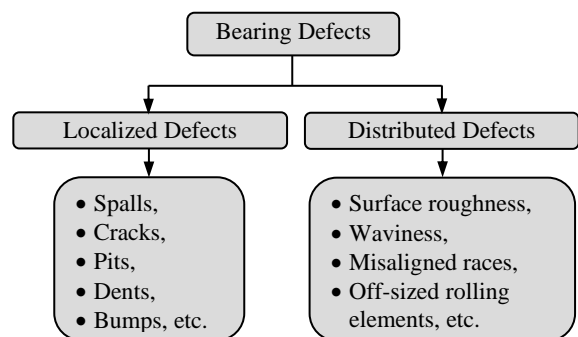 Bearing Defects
Localized Defects
Distributed Defects
• Spalls,
• Cracks,
• Pits,
• Dents,
• Bumps, etc.
• Surface roughness,
• Waviness,
• Misaligned races,
• Off-sized rolling
elements, etc.